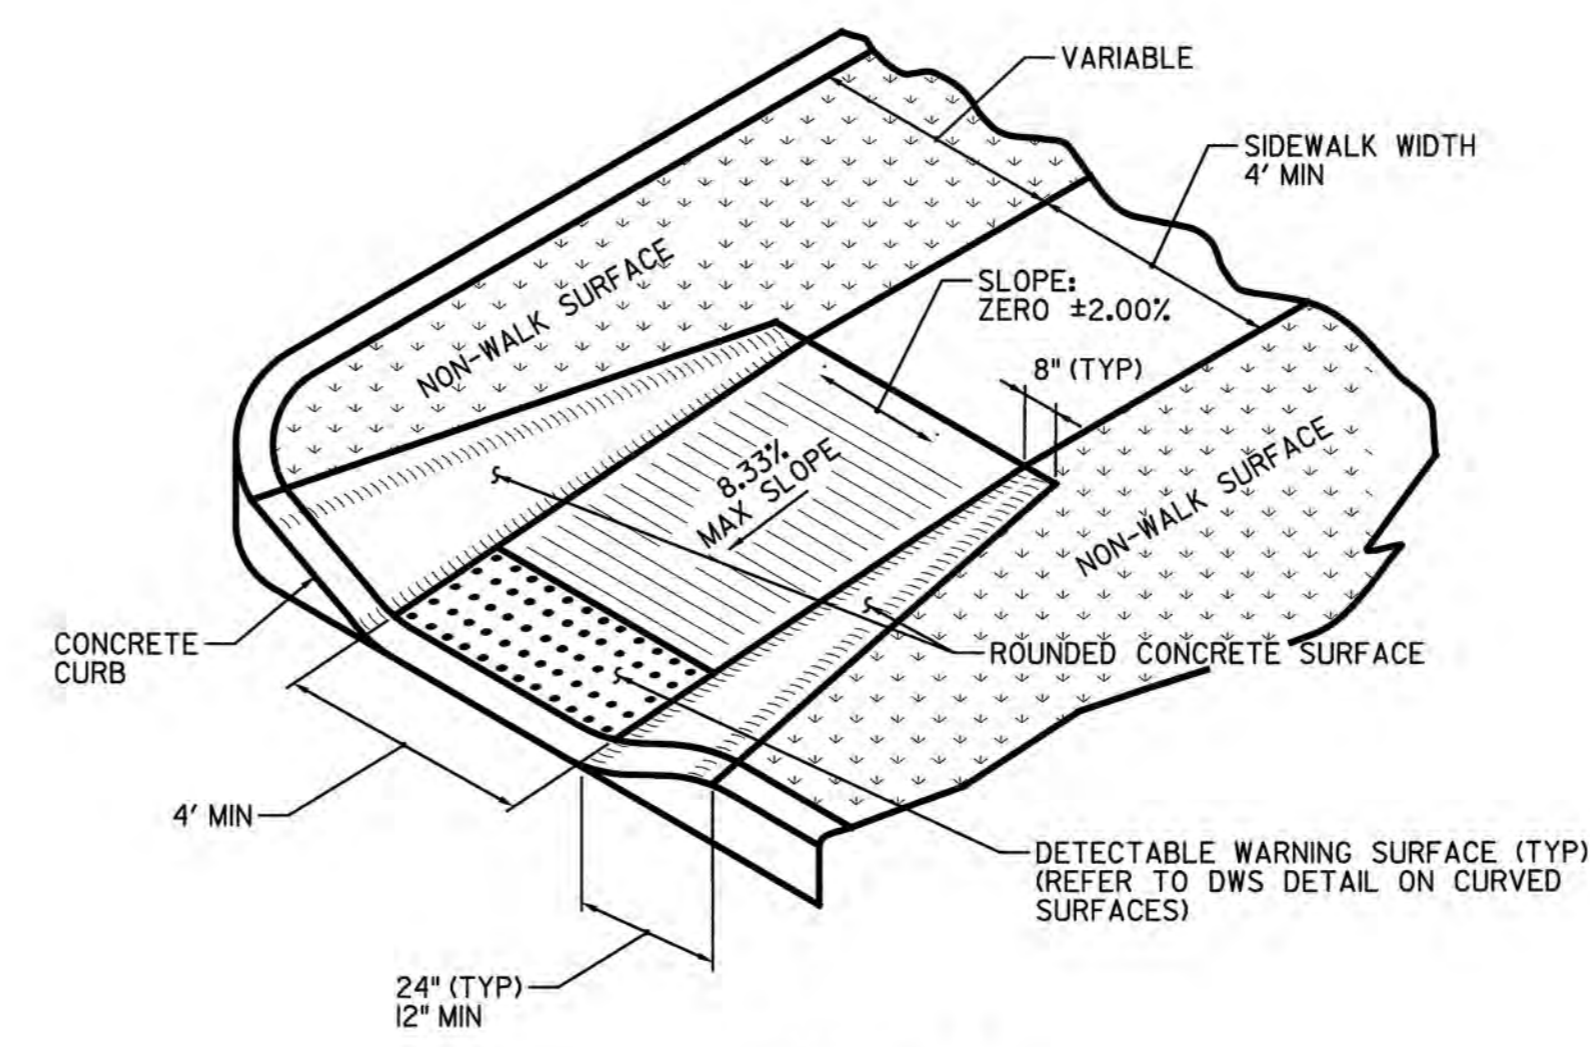 VARIABLE
SIDEWALK WIDTH
4' MIN
SLOPE:
ZERO ±2.00%
8" (TYP)
NON-WALK SURFACE
8.33%
MAX SLOPE
NON-WALK SURFACE
CONCRETE
CURB
ROUNDED CONCRETE SURFACE
4' MIN
DETECTABLE WARNING SURFACE (TYP)
(REFER TO DWS DETAIL ON CURVED
SURFACES)
24" (TYP)
12" MIN